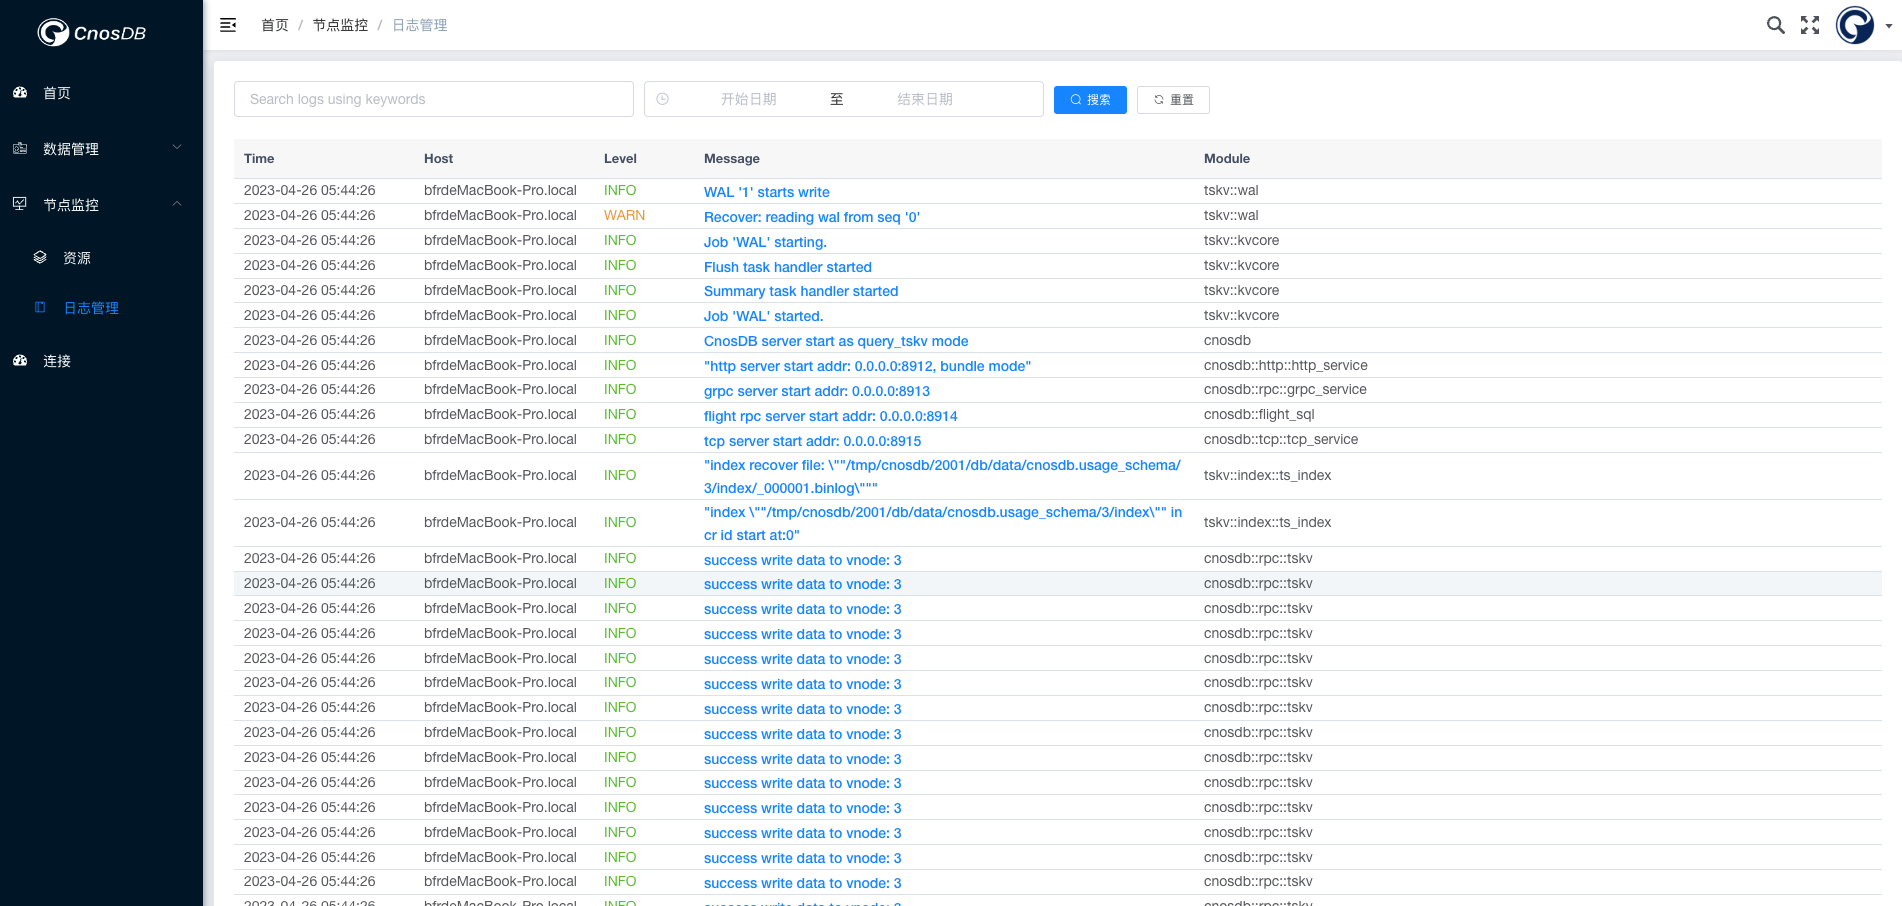 CnosDB
首页 / 节点监控 / 日志管理
首页
数据管理
节点监控
资源
日志管理
连接
Search logs using keywords
开始日期 至 结束日期
搜索
重置
Time Host Level Message Module
2023-04-26 05:44:26 bfrdeMacBook-Pro.local INFO WAL '1' starts write tskv::wal
2023-04-26 05:44:26 bfrdeMacBook-Pro.local WARN Recover: reading wal from seq '0' tskv::wal
2023-04-26 05:44:26 bfrdeMacBook-Pro.local INFO Job 'WAL' starting. tskv::kvcore
2023-04-26 05:44:26 bfrdeMacBook-Pro.local INFO Flush task handler started tskv::kvcore
2023-04-26 05:44:26 bfrdeMacBook-Pro.local INFO Summary task handler started tskv::kvcore
2023-04-26 05:44:26 bfrdeMacBook-Pro.local INFO Job 'WAL' started. tskv::kvcore
2023-04-26 05:44:26 bfrdeMacBook-Pro.local INFO CnosDB server start as query_tskv mode cnosdb
2023-04-26 05:44:26 bfrdeMacBook-Pro.local INFO "http server start addr: 0.0.0.0:8912, bundle mode" cnosdb::http::http_service
2023-04-26 05:44:26 bfrdeMacBook-Pro.local INFO grpc server start addr: 0.0.0.0:8913 cnosdb::rpc::grpc_service
2023-04-26 05:44:26 bfrdeMacBook-Pro.local INFO flight rpc server start addr: 0.0.0.0:8914 cnosdb::flight_sql
2023-04-26 05:44:26 bfrdeMacBook-Pro.local INFO tcp server start addr: 0.0.0.0:8915 cnosdb::tcp::tcp_service
2023-04-26 05:44:26 bfrdeMacBook-Pro.local INFO "index recover file: \""/tmp/cnosdb/2001/db/data/cnosdb.usage_schema/ tskv::index::ts_index
3/index/_000001.binlog\"""
2023-04-26 05:44:26 bfrdeMacBook-Pro.local INFO "index \""/tmp/cnosdb/2001/db/data/cnosdb.usage_schema/3/index\"" in tskv::index::ts_index
cr id start at:0"
2023-04-26 05:44:26 bfrdeMacBook-Pro.local INFO success write data to vnode: 3 cnosdb::rpc::tskv
2023-04-26 05:44:26 bfrdeMacBook-Pro.local INFO success write data to vnode: 3 cnosdb::rpc::tskv
2023-04-26 05:44:26 bfrdeMacBook-Pro.local INFO success write data to vnode: 3 cnosdb::rpc::tskv
2023-04-26 05:44:26 bfrdeMacBook-Pro.local INFO success write data to vnode: 3 cnosdb::rpc::tskv
2023-04-26 05:44:26 bfrdeMacBook-Pro.local INFO success write data to vnode: 3 cnosdb::rpc::tskv
2023-04-26 05:44:26 bfrdeMacBook-Pro.local INFO success write data to vnode: 3 cnosdb::rpc::tskv
2023-04-26 05:44:26 bfrdeMacBook-Pro.local INFO success write data to vnode: 3 cnosdb::rpc::tskv
2023-04-26 05:44:26 bfrdeMacBook-Pro.local INFO success write data to vnode: 3 cnosdb::rpc::tskv
2023-04-26 05:44:26 bfrdeMacBook-Pro.local INFO success write data to vnode: 3 cnosdb::rpc::tskv
2023-04-26 05:44:26 bfrdeMacBook-Pro.local INFO success write data to vnode: 3 cnosdb::rpc::tskv
2023-04-26 05:44:26 bfrdeMacBook-Pro.local INFO success write data to vnode: 3 cnosdb::rpc::tskv
2023-04-26 05:44:26 bfrdeMacBook-Pro.local INFO success write data to vnode: 3 cnosdb::rpc::tskv
2023-04-26 05:44:26 bfrdeMacBook-Pro.local INFO success write data to vnode: 3 cnosdb::rpc::tskv
2023-04-26 05:44:26 bfrdeMacBook-Pro.local INFO success write data to vnode: 3 cnosdb::rpc::tskv